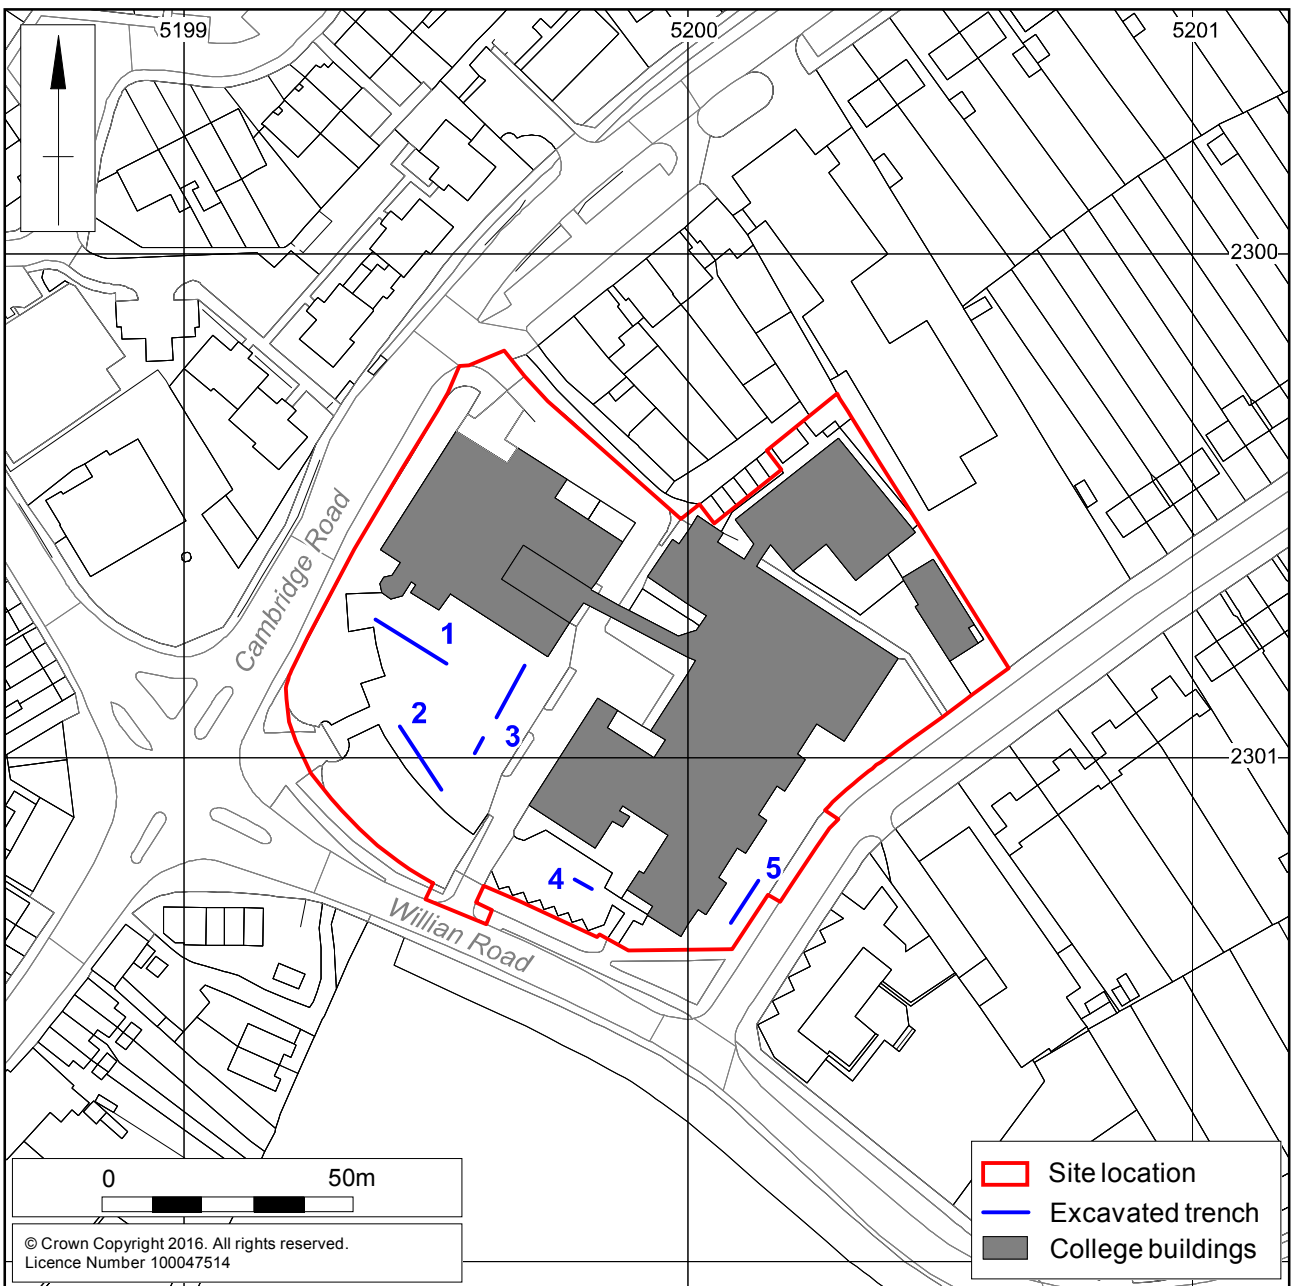 5199
5200
5201
2300
Cambridge Road
1
2
3
2301
4
5
Willian Road
0 50m
© Crown Copyright 2016. All rights reserved.
Licence Number 100047514
Site location
Excavated trench
College buildings